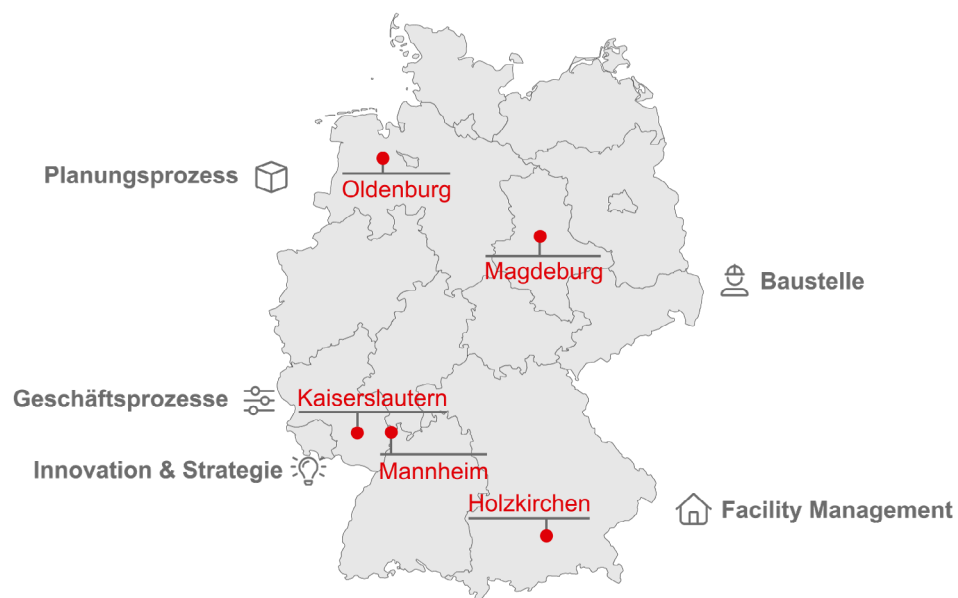 Planungsprozess
Oldenburg
Magdeburg
Baustelle
Geschäftsprozesse
Kaiserslautern
Innovation & Strategie
Mannheim
Holzkirchen
Facility Management